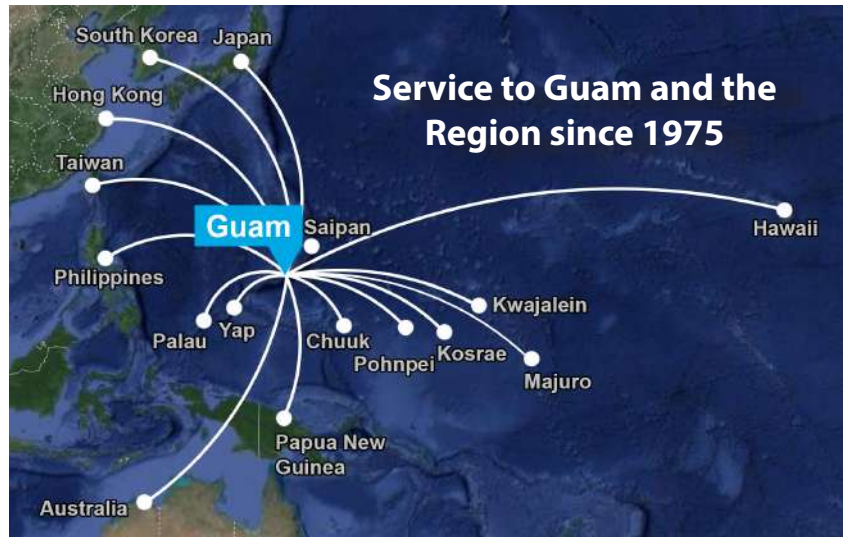 South Korea
Japan
Service to Guam and the
Region since 1975
Hong Kong
Taiwan
Guam
Saipan
Hawaii
Philippines
Palau
Yap
Chuuk
Pohnpei
Kosrae
Kwajalein
Majuro
Papua New
Guinea
Australia